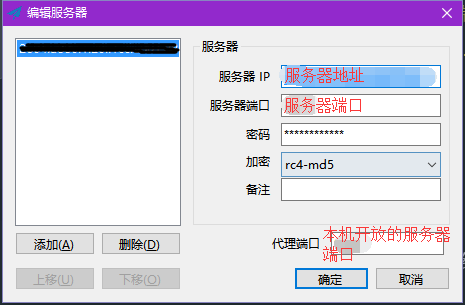 编辑服务器
服务器
服务器 IP 服务器地址
服务器端口 服务器端口
密码 ************
加密 rc4-md5
备注
添加(A) 删除(D)
代理端口 本机开放的服务器
端口
上移(U) 下移(O)
确定 取消